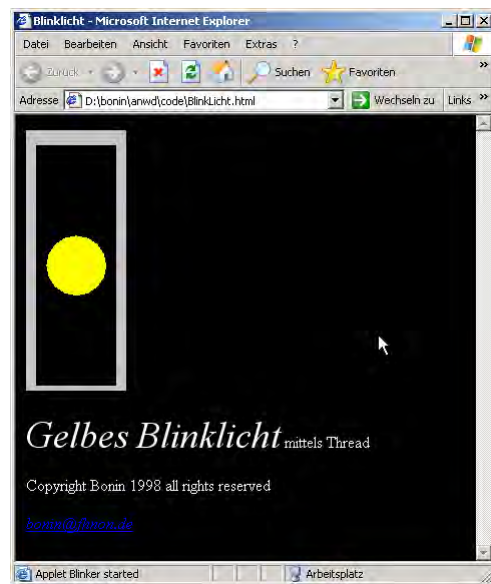 Blinklicht - Microsoft Internet Explorer
Datei Bearbeiten Ansicht Favoriten Extras ?
Zurück Suchen Favoriten »
Adresse D:\bonin\anwd\code\BlinkLicht.html Wechseln zu Links »
Gelbes Blinklicht mittels Thread
Copyright Bonin 1998 all rights reserved
Applet Blinker started Arbeitsplatz